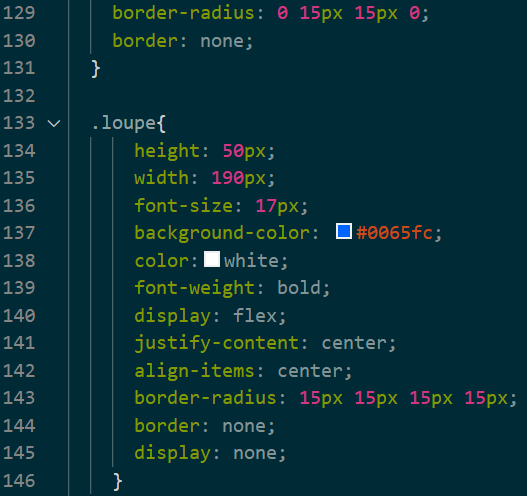 129 border-radius: 0 15px 15px 0;
130 border: none;
131 }
132
133 .loupe{
134 height: 50px;
135 width: 190px;
136 font-size: 17px;
137 background-color: #0065fc;
138 color: white;
139 font-weight: bold;
140 display: flex;
141 justify-content: center;
142 align-items: center;
143 border-radius: 15px 15px 15px 15px;
144 border: none;
145 display: none;
146 }